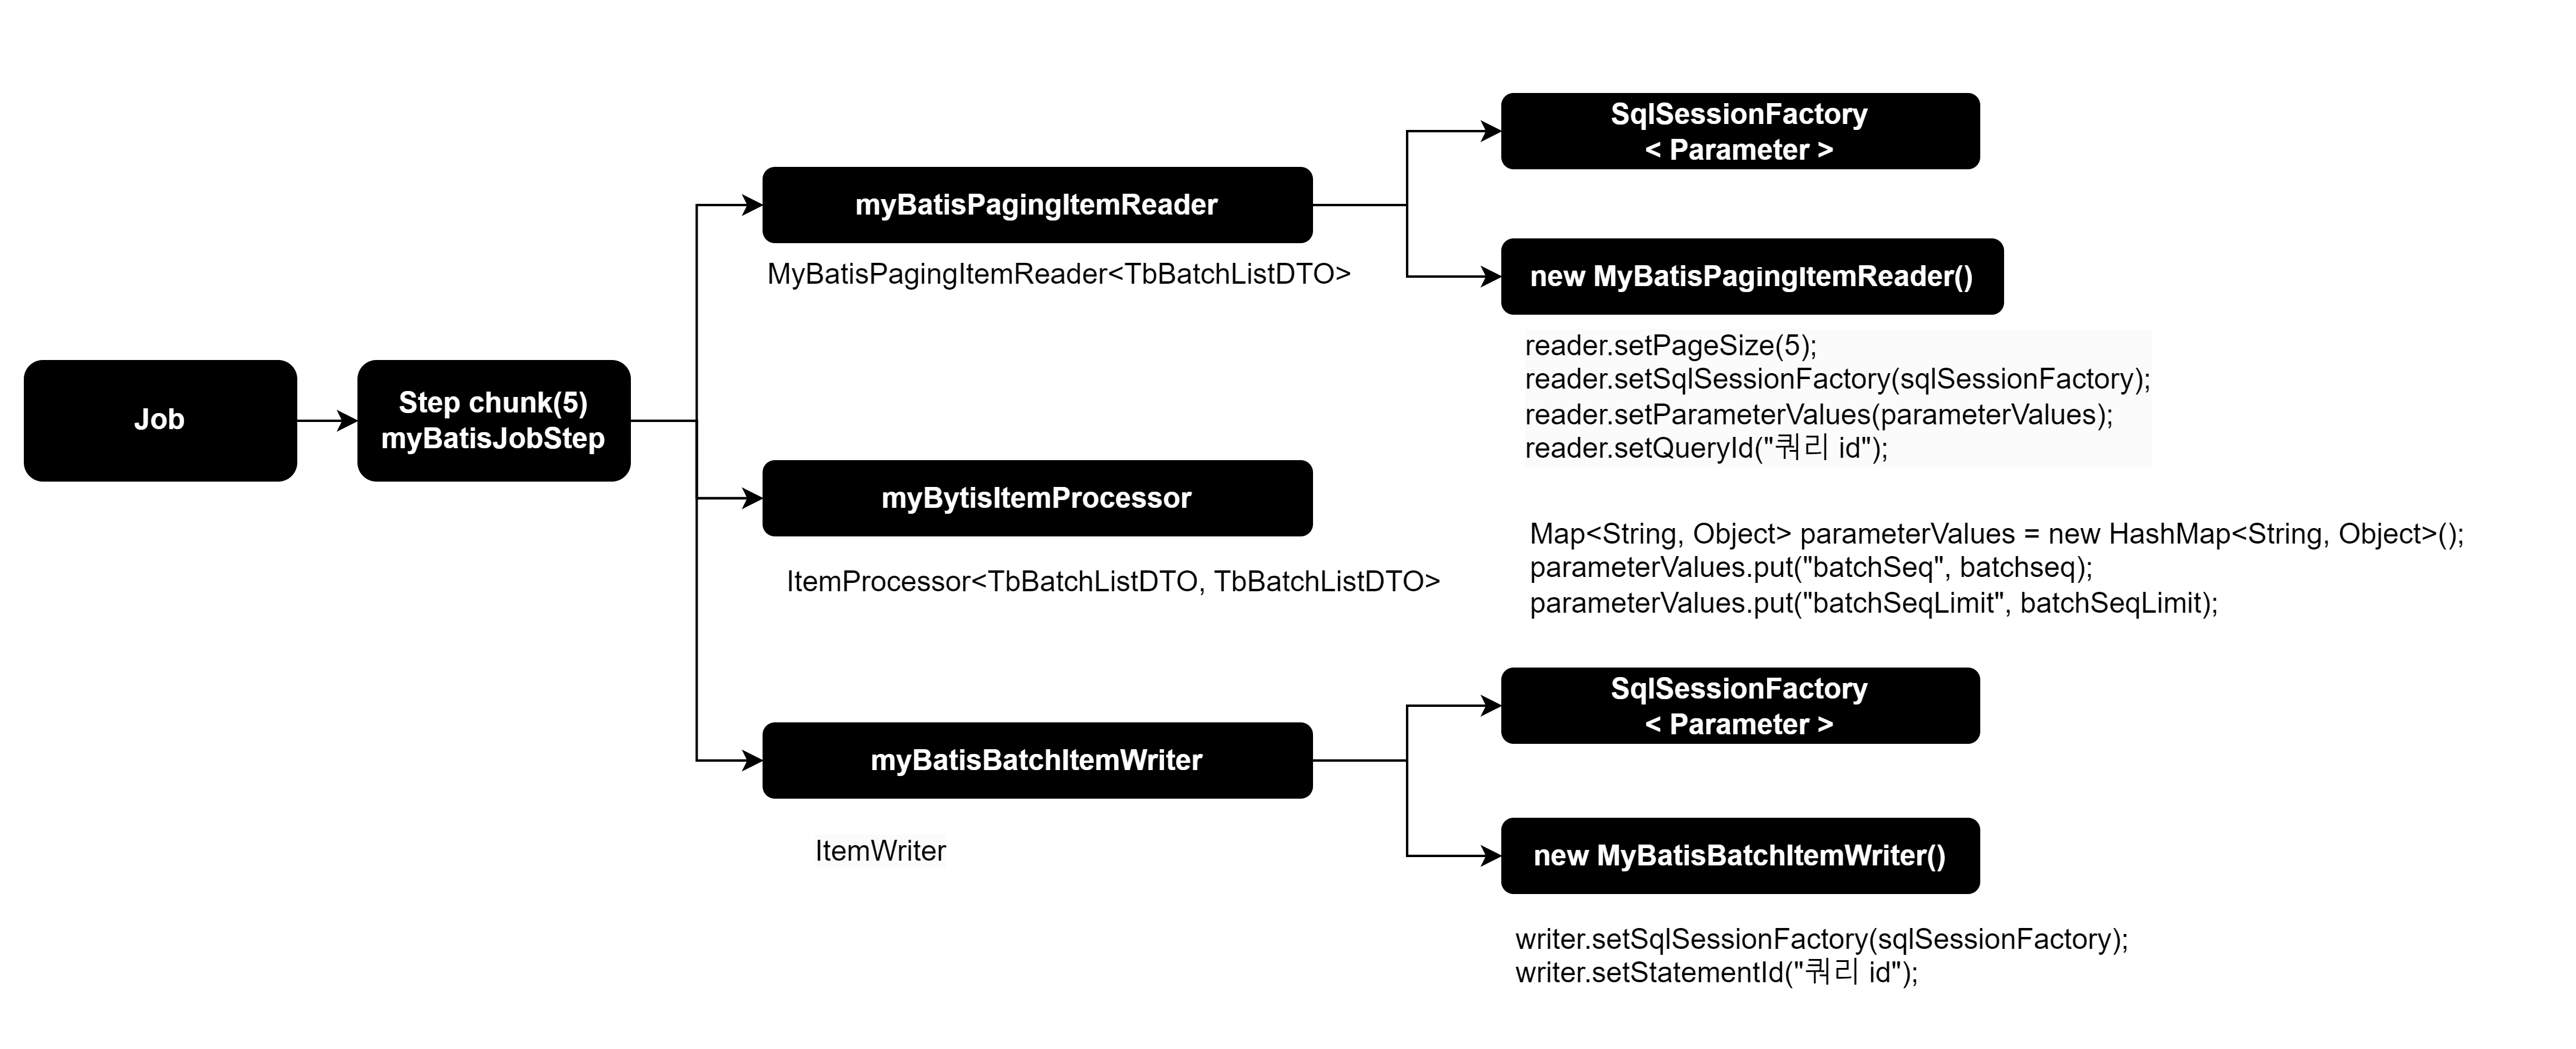 Job
Step chunk(5)
myBatisJobStep
myBatisPagingItemReader
MyBatisPagingItemReader<TbBatchListDTO>
SqlSessionFactory
< Parameter >
new MyBatisPagingItemReader()
reader.setPageSize(5);
reader.setSqlSessionFactory(sqlSessionFactory);
reader.setParameterValues(parameterValues);
reader.setQueryId("쿼리 id");
Map<String, Object> parameterValues = new HashMap<String, Object>();
parameterValues.put("batchSeq", batchseq);
parameterValues.put("batchSeqLimit", batchSeqLimit);
myBytisItemProcessor
ItemProcessor<TbBatchListDTO, TbBatchListDTO>
myBatisBatchItemWriter
ItemWriter
SqlSessionFactory
< Parameter >
new MyBatisBatchItemWriter()
writer.setSqlSessionFactory(sqlSessionFactory);
writer.setStatementId("쿼리 id");